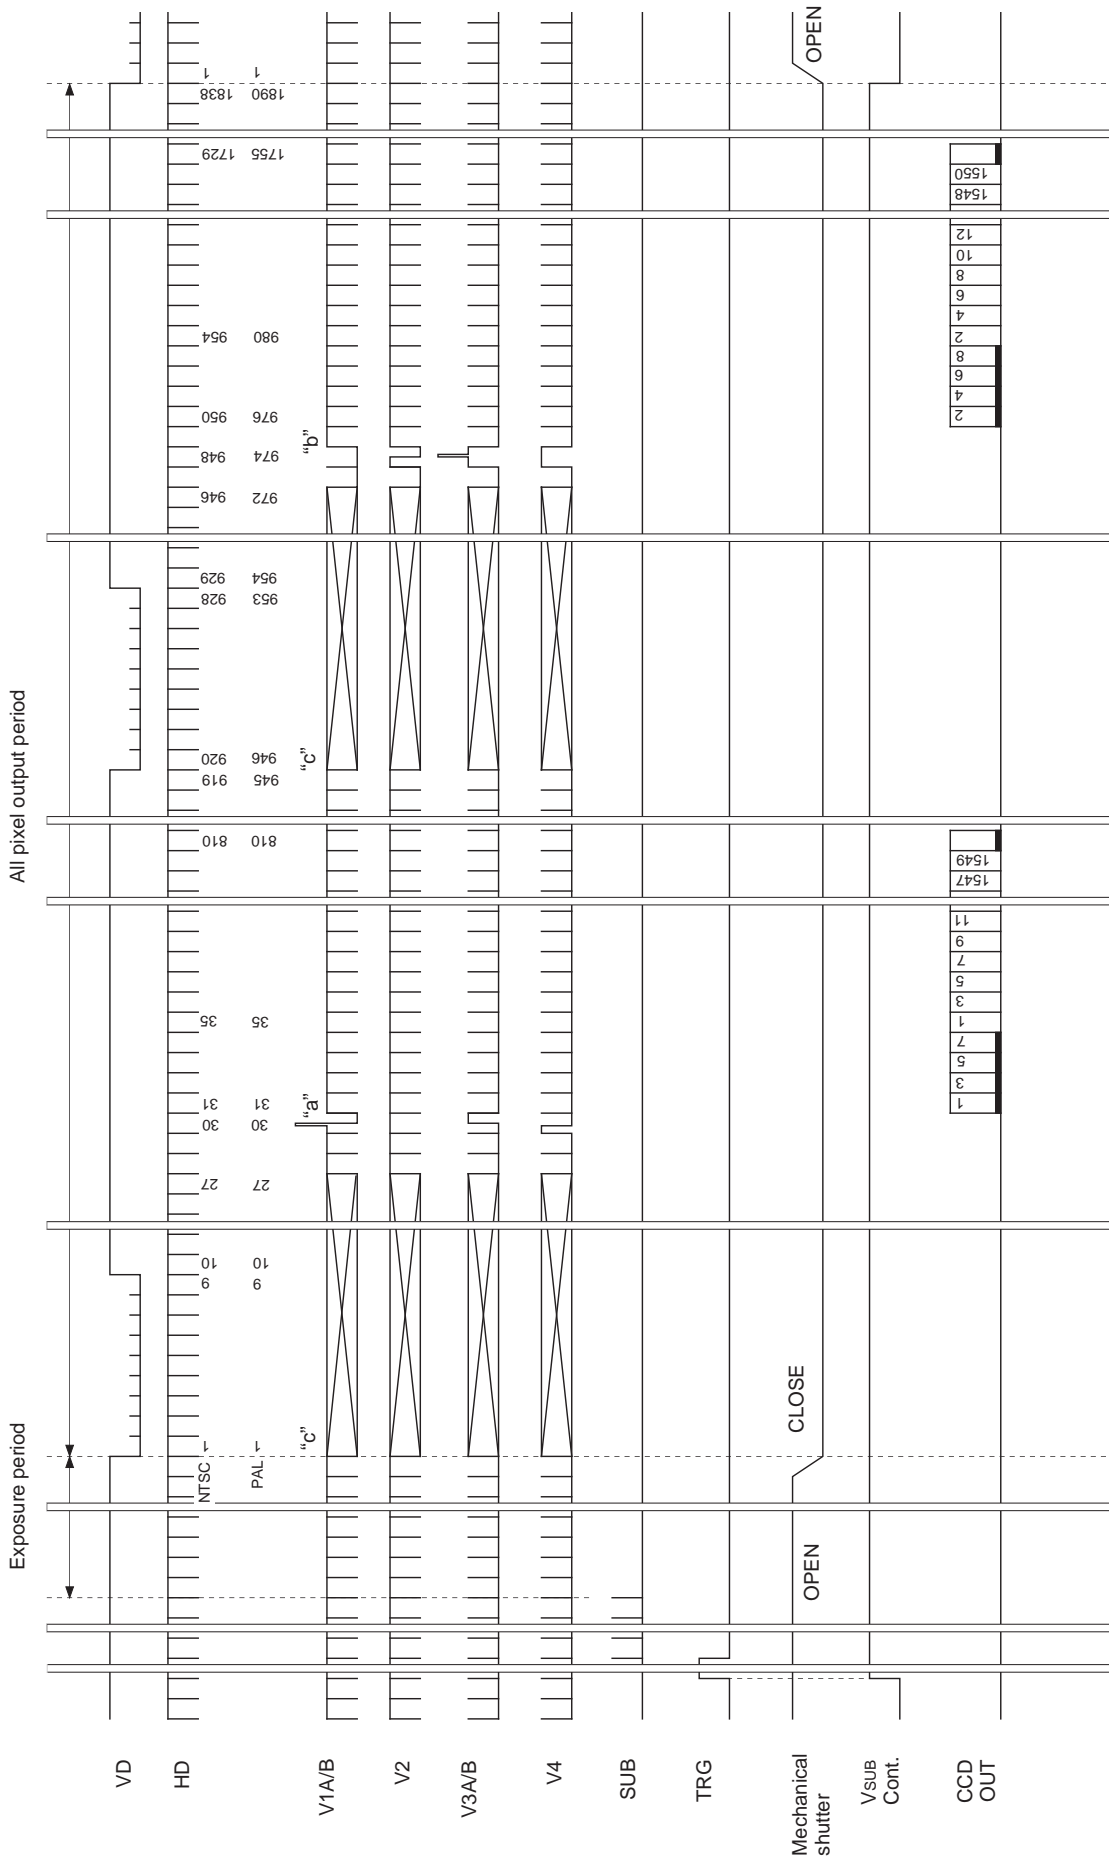 Exposure period
All pixel output period
VD
HD
NTSC 1 9 10 27 30 31 35 810 919 920 928 929 946 948 950 954 1729 1838 1
PAL 1 9 10 27 30 31 35 810 945 946 953 954 972 974 976 980 1755 1890 1
“c” “a” “c” “b”
V1A/B
V2
V3A/B
V4
SUB
TRG
Mechanical
shutter
OPEN CLOSE OPEN
VSUB
Cont.
CCD
OUT
1 3 5 7 1 3 5 7 9 11 1547 1549 2 4 6 8 2 4 6 8 10 12 1548 1550